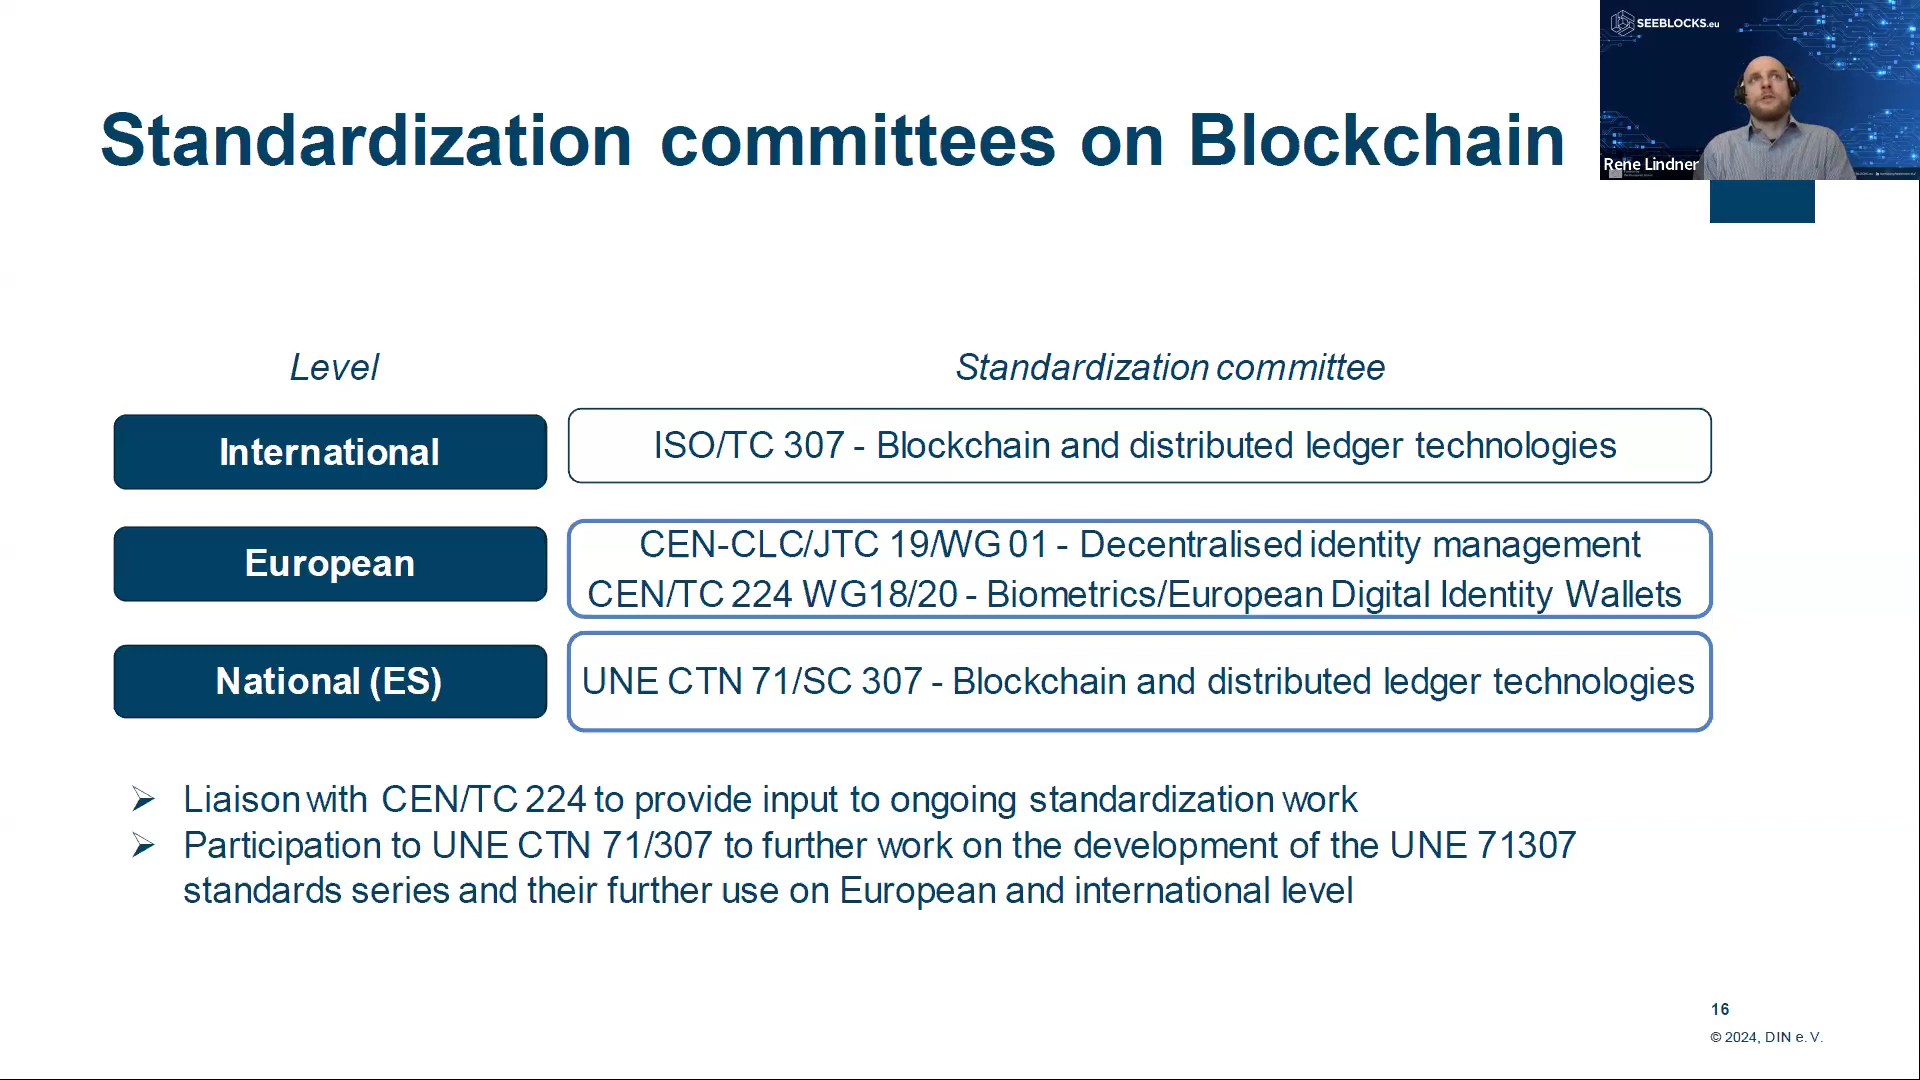 SEEBLOCKS.eu
Rene Lindner
Standardization committees on Blockchain
Level
Standardization committee
International
ISO/TC 307 - Blockchain and distributed ledger technologies
European
CEN-CLC/JTC 19/WG 01 - Decentralised identity management
CEN/TC 224 WG18/20 - Biometrics/European Digital Identity Wallets
National (ES)
UNE CTN 71/SC 307 - Blockchain and distributed ledger technologies
Liaison with CEN/TC 224 to provide input to ongoing standardization work
Participation to UNE CTN 71/307 to further work on the development of the UNE 71307
standards series and their further use on European and international level
16
© 2024, DIN e. V.